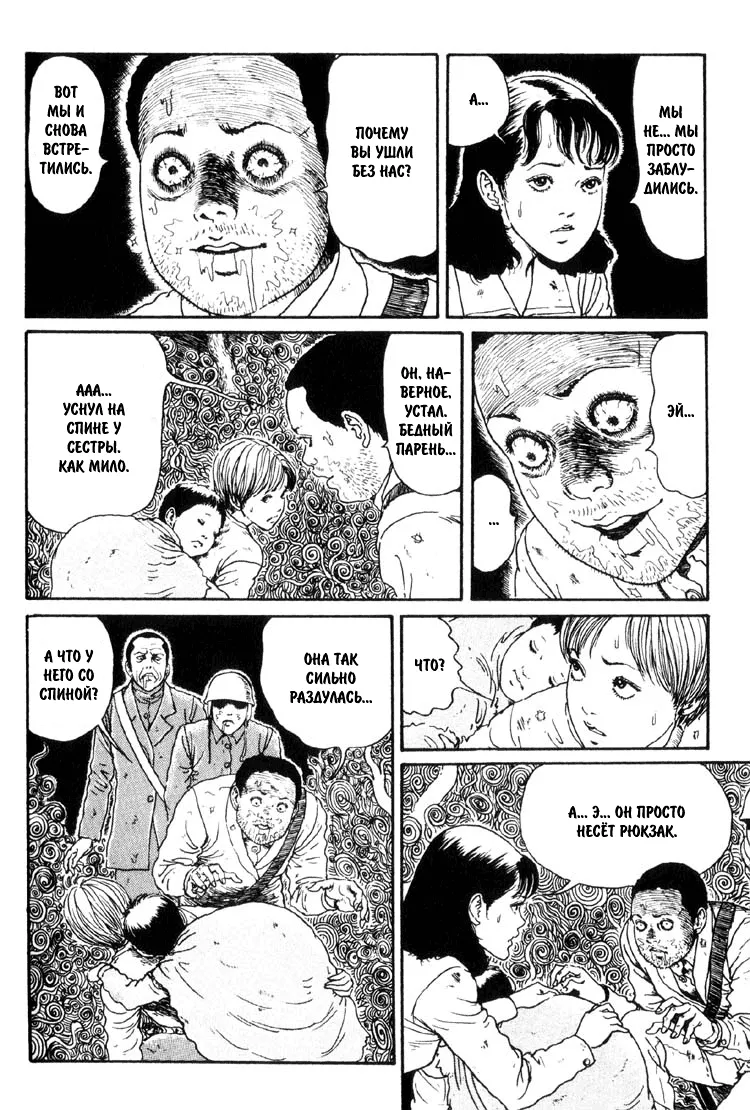 ВОТ
МЫ И
СНОВА
ВСТРЕ-
ТИЛИСЬ.
ПОЧЕМУ
ВЫ УШЛИ
БЕЗ НАС?
А...
МЫ
НЕ... МЫ
ПРОСТО
ЗАБЛУ-
ДИЛИСЬ.
ААА...
УСНУЛ НА
СПИНЕ У
СЕСТРЫ.
КАК МИЛО.
ОН, НА-
ВЕРНОЕ,
УСТАЛ.
БЕДНЫЙ
ПАРЕНЬ...
...
ЭЙ...
А ЧТО У
НЕГО СО
СПИНОЙ?
ОНА ТАК
СИЛЬНО
РАЗДУЛАСЬ...
ЧТО?
А... Э... ОН ПРОСТО
НЕСЁТ РЮКЗАК.